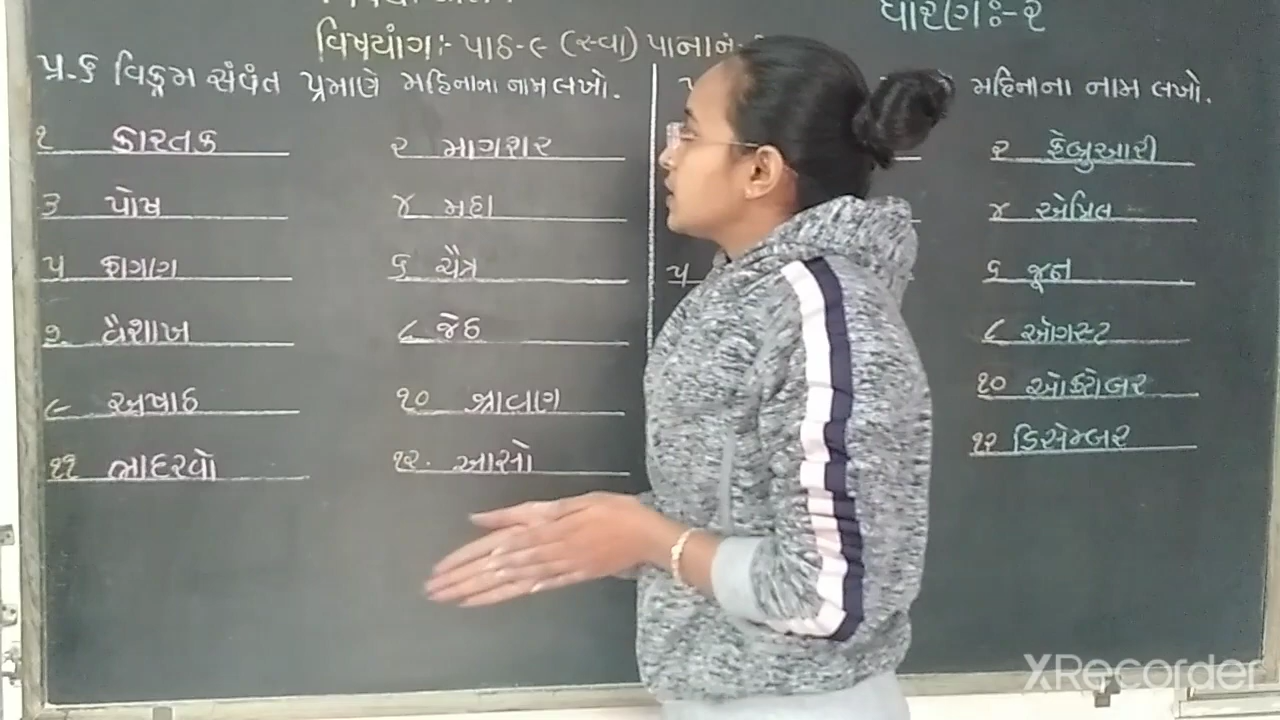 વિષયાંગઃ- પાઠ-૯ (સ્વા) પાના નં-
ધોરણઃ-૨
પ્ર.ક વિક્રમ સંવંત પ્રમાણે મહિનાના નામ લખો.
૧ કારતક
૨ માગશર
૩ પોષ
૪ મહા
૫ ફાગણ
૬ ચૈત્ર
૭. વૈશાખ
૮ જેઠ
૯ અષાઠ
૧૦ શ્રાવણ
૧૧ ભાદરવો
૧૨. આસો
મહિનાના નામ લખો.
૨ ફેબ્રુઆરી
૪ એપ્રિલ
૫
૬ જૂન
૮ ઓગસ્ટ
૧૦ ઓક્ટોબર
૧૨ ડિસેમ્બર
XRecorder